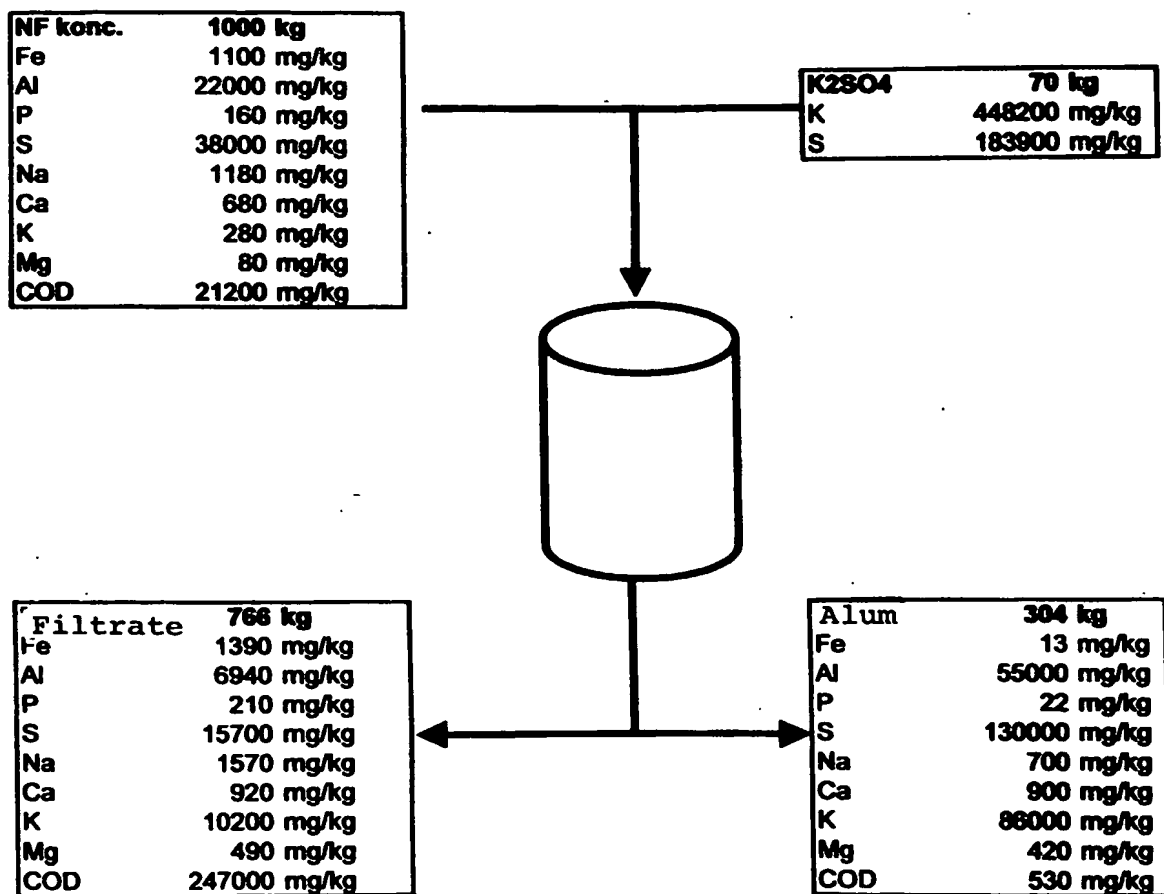 NF konc. 1000 kg
Fe 1100 mg/kg
Al 22000 mg/kg
P 160 mg/kg
S 38000 mg/kg
Na 1180 mg/kg
Ca 680 mg/kg
K 280 mg/kg
Mg 80 mg/kg
COD 21200 mg/kg
K2SO4 70 kg
K 448200 mg/kg
S 183900 mg/kg
Filtrate 766 kg
Fe 1390 mg/kg
Al 6940 mg/kg
P 210 mg/kg
S 15700 mg/kg
Na 1570 mg/kg
Ca 920 mg/kg
K 10200 mg/kg
Mg 490 mg/kg
COD 247000 mg/kg
Alum 304 kg
Fe 13 mg/kg
Al 55000 mg/kg
P 22 mg/kg
S 130000 mg/kg
Na 700 mg/kg
Ca 900 mg/kg
K 86000 mg/kg
Mg 420 mg/kg
COD 530 mg/kg